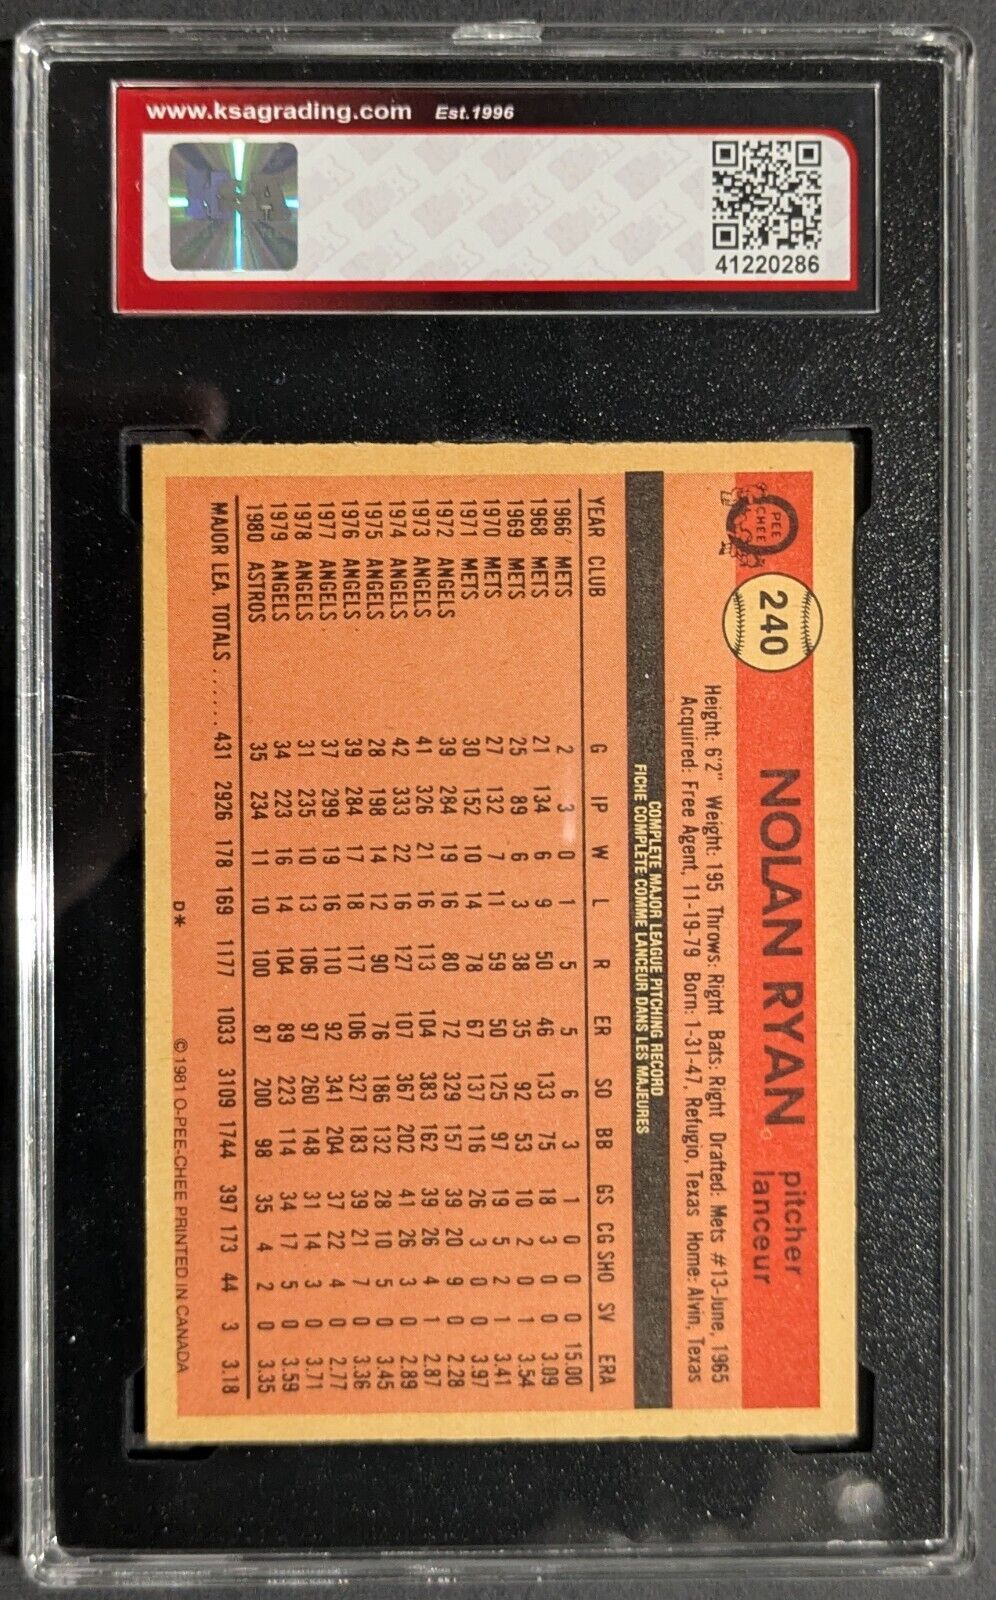 www.ksagrading.com Est.1996
KSA
41220286
O PEE CHEE
240 NOLAN RYAN pitcher
lanceur
Height: 6'2" Weight: 195 Throws: Right Bats: Right Drafted: Mets #13-June, 1965
Acquired: Free Agent, 11-19-79 Born: 1-31-47, Refugio, Texas Home: Alvin, Texas
COMPLETE MAJOR LEAGUE PITCHING RECORD
FICHE COMPLETE COMME LANCEUR DANS LES MAJEURES
YEAR CLUB G IP W L R ER SO BB GS CG SHO SV ERA
1966 METS 2 3 0 1 5 5 6 3 1 0 0 0 15.00
1968 METS 21 134 6 9 50 46 133 75 18 3 0 0 3.09
1969 METS 25 89 6 3 38 35 92 53 10 2 0 1 3.54
1970 METS 27 132 7 11 59 50 125 97 19 5 2 1 3.41
1971 METS 30 152 10 14 78 67 137 116 26 3 0 0 3.97
1972 ANGELS 39 284 19 16 80 72 329 157 39 20 9 0 2.28
1973 ANGELS 41 326 21 16 113 104 383 162 39 26 4 1 2.87
1974 ANGELS 42 333 22 16 127 107 367 202 41 26 3 0 2.89
1975 ANGELS 28 198 14 12 90 76 186 132 28 10 5 0 3.45
1976 ANGELS 39 284 17 18 117 106 327 183 39 21 7 0 3.36
1977 ANGELS 37 299 19 16 110 92 341 204 37 22 4 0 2.77
1978 ANGELS 31 235 10 13 106 97 260 148 31 14 3 0 3.71
1979 ANGELS 34 223 16 14 104 89 223 114 34 17 5 0 3.59
1980 ASTROS 35 234 11 10 100 87 200 98 35 4 2 0 3.35
MAJOR LEA. TOTALS ...... 431 2926 178 169 1177 1033 3109 1744 397 173 44 3 3.18
D* © 1981 O-PEE-CHEE PRINTED IN CANADA